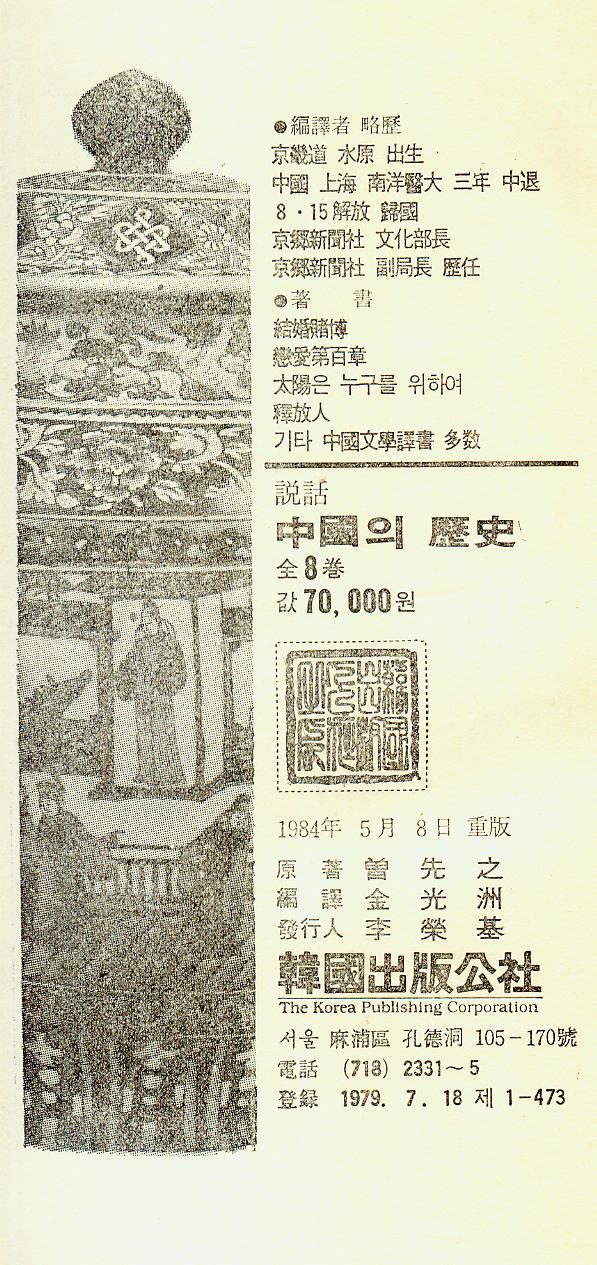 ●編譯者 略歷
京畿道 水原 出生
中國 上海 南洋醫大 三年 中退
8·15解放 歸國
京鄕新聞社 文化部長
京鄕新聞社 副局長 歷任
●著 書
結婚賭博
戀愛第百章
太陽은 누구를 위하여
釋放人
기타 中國文學譯書 多数
説話
中國의 歷史
全8巻
값 70,000원
1984年 5月 8日 重版
原 著 曾 先 之
編 譯 金 光 洲
發行人 李 榮 基
韓國出版公社
The Korea Publishing Corporation
서울 麻浦區 孔德洞 105-170號
電話 (718) 2331~5
登録 1979. 7. 18 제 1-473